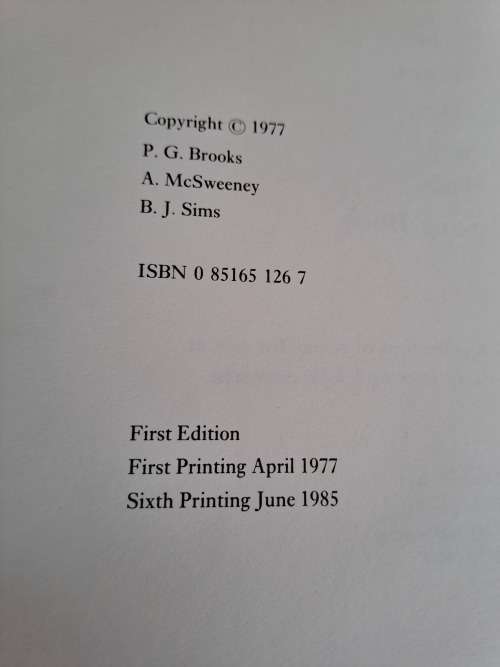 Copyright © 1977
P. G. Brooks
A. McSweeney
B. J. Sims
ISBN 0 85165 126 7
First Edition
First Printing April 1977
Sixth Printing June 1985